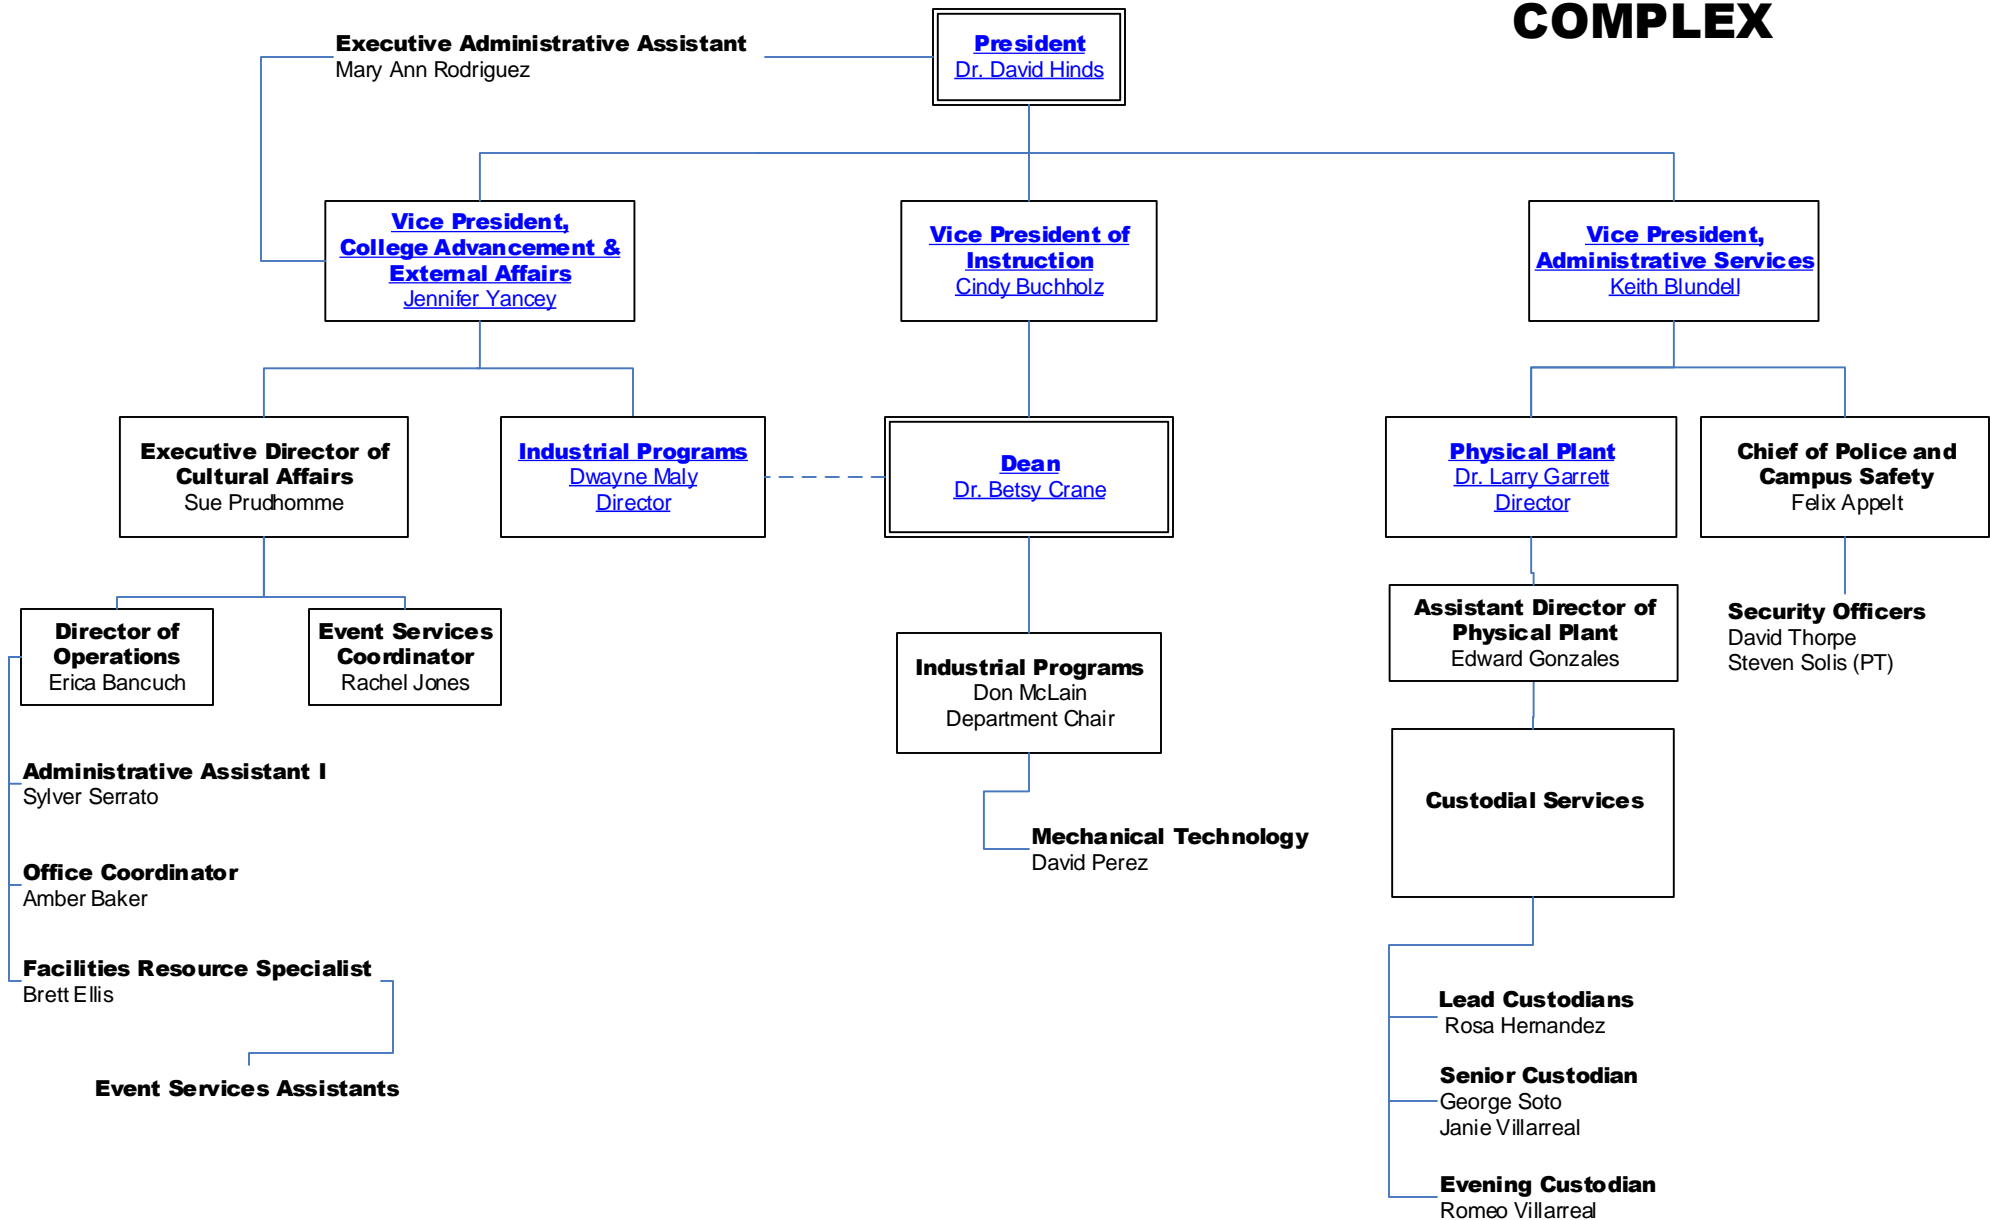 COMPLEX
Executive Administrative Assistant
Mary Ann Rodriguez
President
Dr. David Hinds
Vice President,
College Advancement &
External Affairs
Jennifer Yancey
Vice President of
Instruction
Cindy Buchholz
Vice President,
Administrative Services
Keith Blundell
Executive Director of
Cultural Affairs
Sue Prudhomme
Industrial Programs
Dwayne Maly
Director
Dean
Dr. Betsy Crane
Physical Plant
Dr. Larry Garrett
Director
Chief of Police and
Campus Safety
Felix Appelt
Director of
Operations
Erica Bancuch
Event Services
Coordinator
Rachel Jones
Industrial Programs
Don McLain
Department Chair
Assistant Director of
Physical Plant
Edward Gonzales
Security Officers
David Thorpe
Steven Solis (PT)
Administrative Assistant I
Sylver Serrato
Office Coordinator
Amber Baker
Facilities Resource Specialist
Brett Ellis
Event Services Assistants
Mechanical Technology
David Perez
Custodial Services
Lead Custodians
Rosa Hernandez
Senior Custodian
George Soto
Janie Villarreal
Evening Custodian
Romeo Villarreal